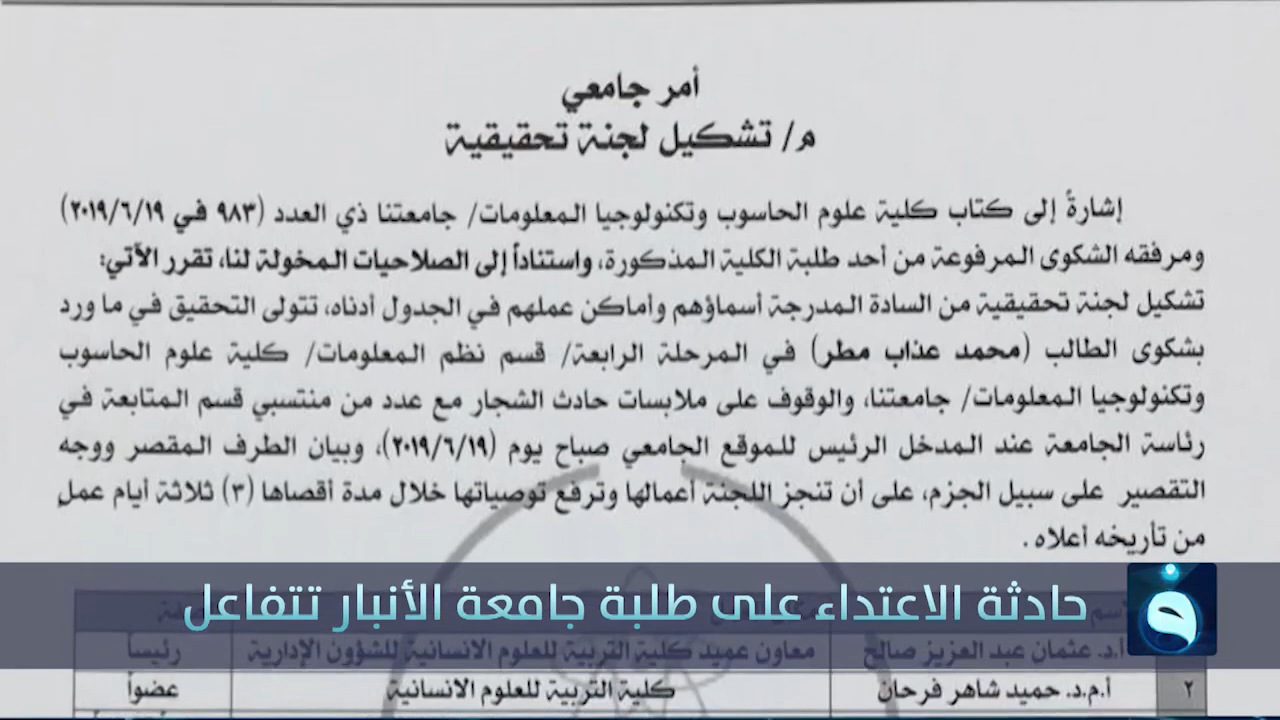 أمر جامعي
م/ تشكيل لجنة تحقيقية
إشارةً إلى كتاب كلية علوم الحاسوب وتكنولوجيا المعلومات/ جامعتنا ذي العدد (٩٨٣ في ٢٠١٩/٦/١٩)
ومرفقه الشكوى المرفوعة من أحد طلبة الكلية المذكورة، واستناداً إلى الصلاحيات المخولة لنا، تقرر الآتي:
تشكيل لجنة تحقيقية من السادة المدرجة أسماؤهم وأماكن عملهم في الجدول أدناه، تتولى التحقيق في ما ورد
بشكوى الطالب (محمد عذاب مطر) في المرحلة الرابعة/ قسم نظم المعلومات/ كلية علوم الحاسوب
وتكنولوجيا المعلومات/ جامعتنا، والوقوف على ملابسات حادث الشجار مع عدد من منتسبي قسم المتابعة في
رئاسة الجامعة عند المدخل الرئيس للموقع الجامعي صباح يوم (٢٠١٩/٦/١٩)، وبيان الطرف المقصر ووجه
التقصير على سبيل الجزم، على أن تنجز اللجنة أعمالها وترفع توصياتها خلال مدة أقصاها (٣) ثلاثة أيام عمل
من تأريخه أعلاه .
حادثة الاعتداء على طلبة جامعة الأنبار تتفاعل
أ.د. عثمان عبد العزيز صالح معاون عميد كلية التربية للعلوم الانسانية للشؤون الإدارية رئيساً
٢ أ.م.د. حميد شاهر فرحان كلية التربية للعلوم الانسانية عضواً